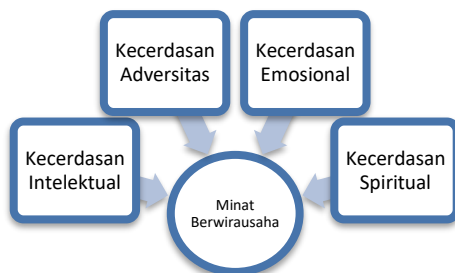 Kecerdasan
Adversitas
Kecerdasan
Emosional
Kecerdasan
Intelektual
Kecerdasan
Spiritual
Minat
Berwirausaha